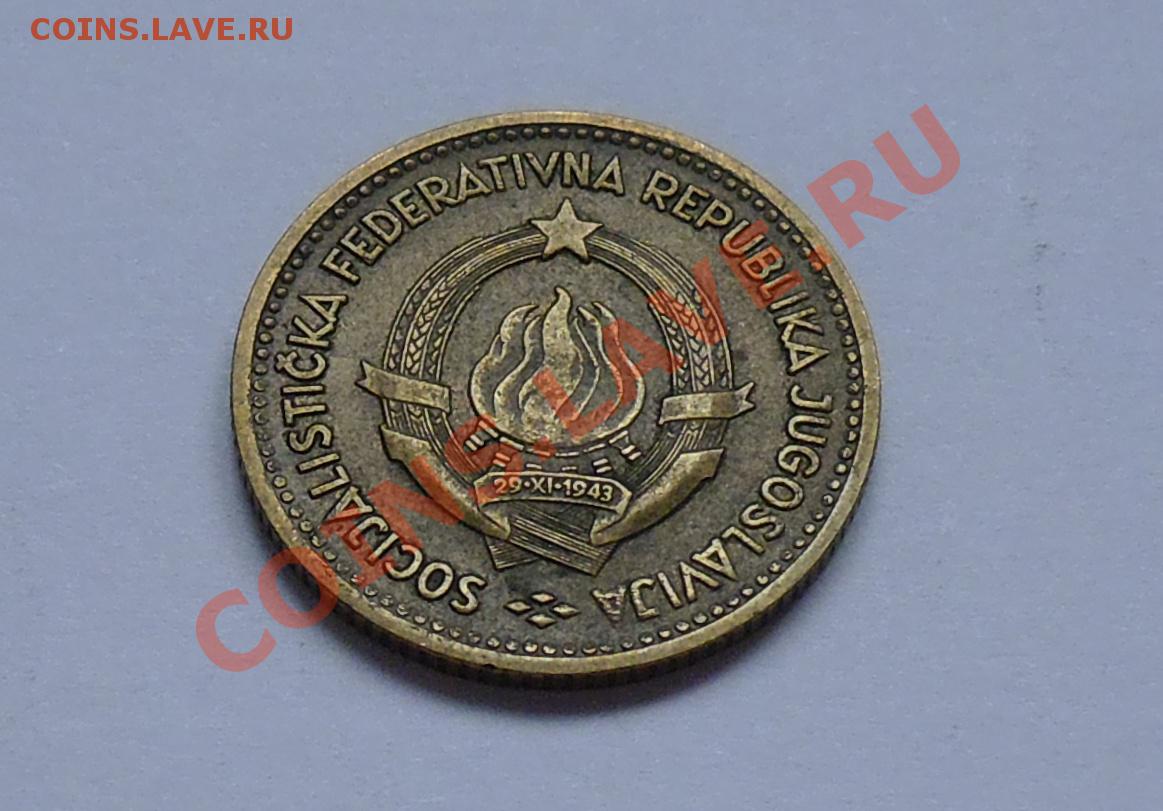 COINS.LAVE.RU
SOCIJALISTIČKA FEDERATIVNA REPUBLIKA JUGOSLAVIJA
29·XI·1943
COINS.LAVE.RU